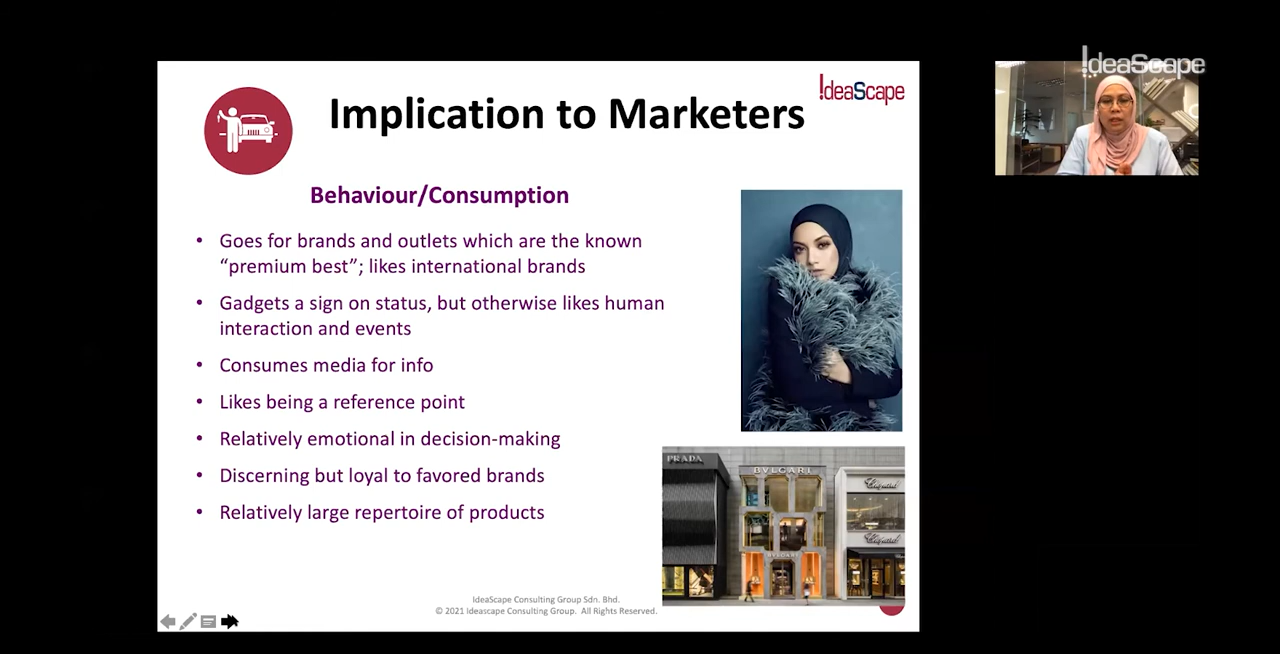 !deaScape
!deaScape
Implication to Marketers
Behaviour/Consumption
• Goes for brands and outlets which are the known
“premium best”; likes international brands
• Gadgets a sign on status, but otherwise likes human
interaction and events
• Consumes media for info
• Likes being a reference point
• Relatively emotional in decision-making
• Discerning but loyal to favored brands
• Relatively large repertoire of products
PRADA
BVLGARI
Chopard
Chopard
BVLGARI
IdeaScape Consulting Group Sdn. Bhd.
© 2021 Ideascape Consulting Group. All Rights Reserved.